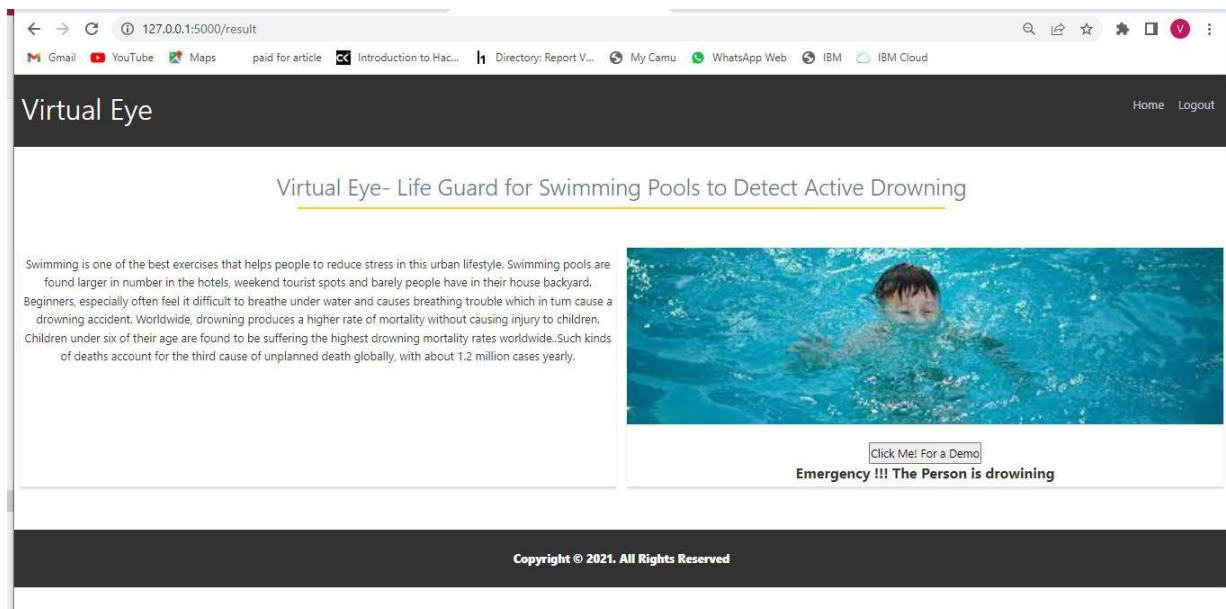 127.0.0.1:5000/result
Gmail YouTube Maps paid for article Introduction to Hac... Directory: Report V... My Camu WhatsApp Web IBM IBM Cloud
Virtual Eye
Home Logout
Virtual Eye- Life Guard for Swimming Pools to Detect Active Drowning
Swimming is one of the best exercises that helps people to reduce stress in this urban lifestyle. Swimming pools are
found larger in number in the hotels, weekend tourist spots and barely people have in their house backyard.
Beginners, especially often feel it difficult to breathe under water and causes breathing trouble which in turn cause a
drowning accident. Worldwide, drowning produces a higher rate of mortality without causing injury to children.
Children under six of their age are found to be suffering the highest drowning mortality rates worldwide..Such kinds
of deaths account for the third cause of unplanned death globally, with about 1.2 million cases yearly.
Click Me! For a Demo
Emergency !!! The Person is drowining
Copyright © 2021. All Rights Reserved